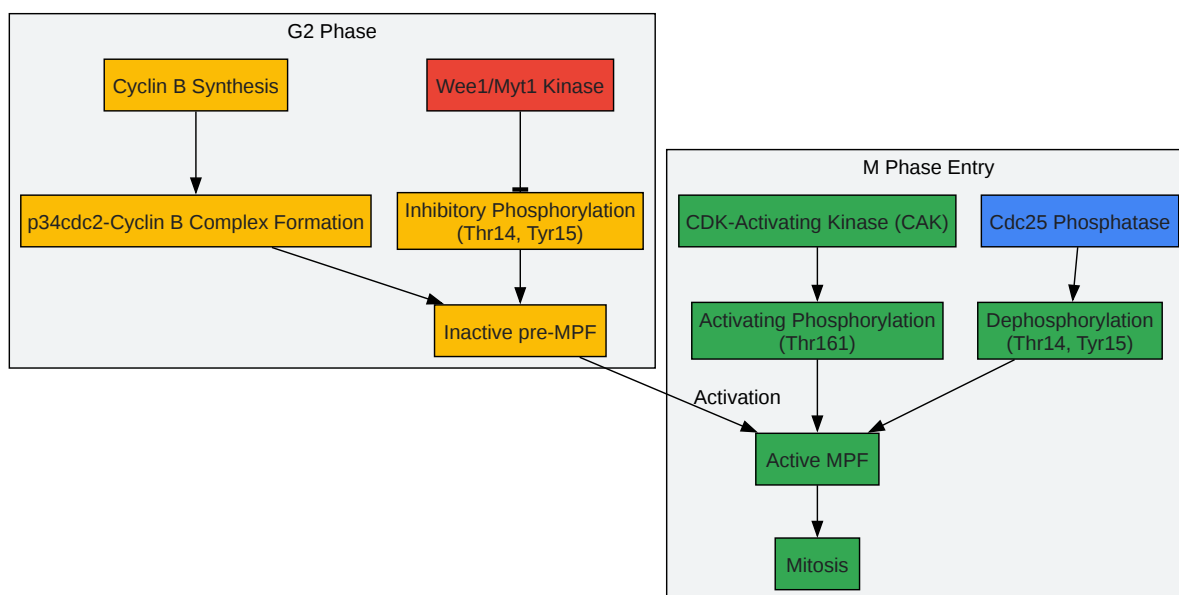 G2 Phase
Cyclin B Synthesis
Wee1/Myt1 Kinase
p34cdc2-Cyclin B Complex Formation
Inhibitory Phosphorylation
(Thr14, Tyr15)
Inactive pre-MPF
M Phase Entry
CDK-Activating Kinase (CAK)
Cdc25 Phosphatase
Activating Phosphorylation
(Thr161)
Dephosphorylation
(Thr14, Tyr15)
Activation
Active MPF
Mitosis